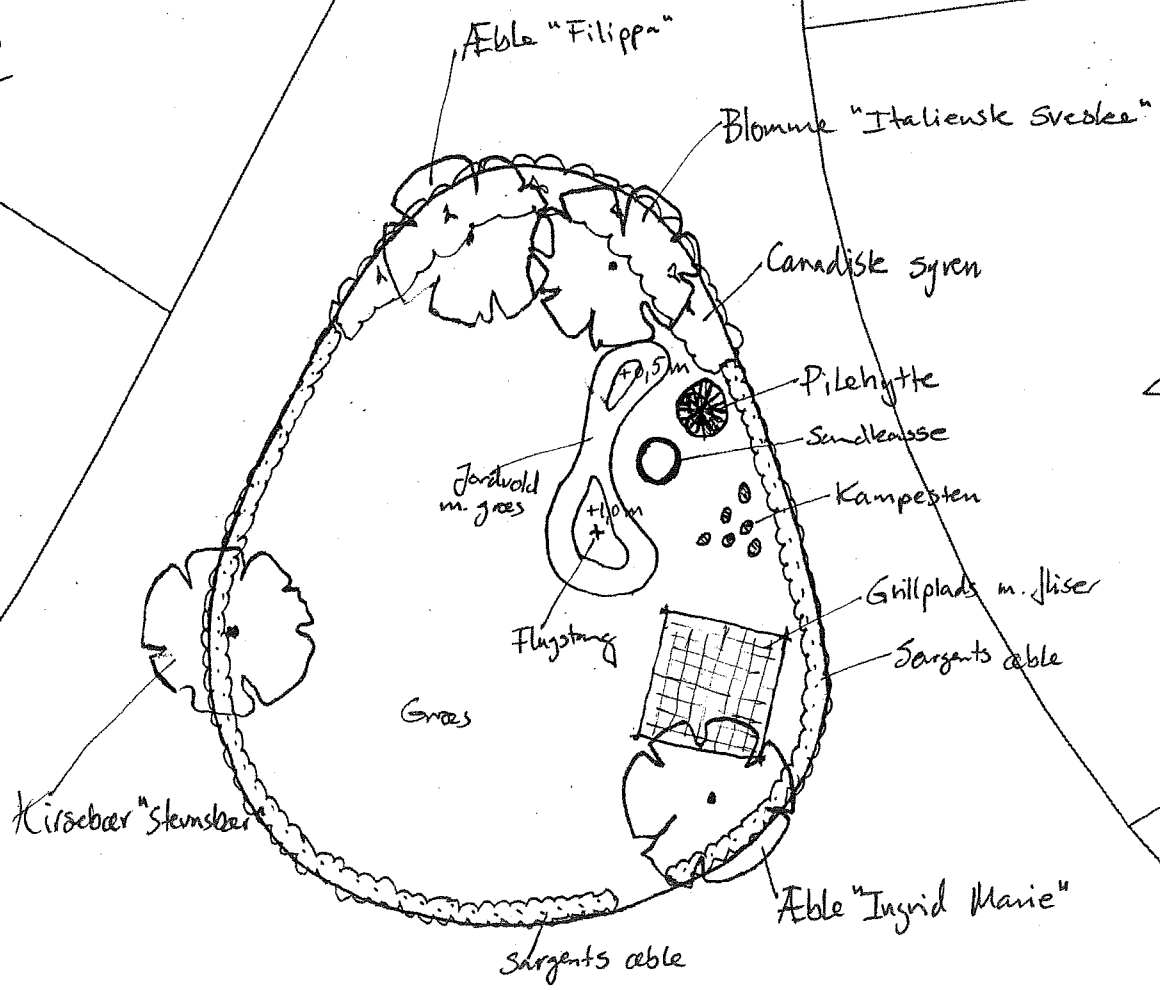 Æble "Filippa"
Blomme "Italiensk Sveske"
Canadisk syren
+0,5m
Pilehytte
Sandkasse
Jordvold
m. græs
+1,0m
Kampesten
Grillplads m. fliser
Flagstang
Sargents æble
Græs
Kirsebær "Stevnsbær"
Æble "Ingrid Marie"
Sargents æble